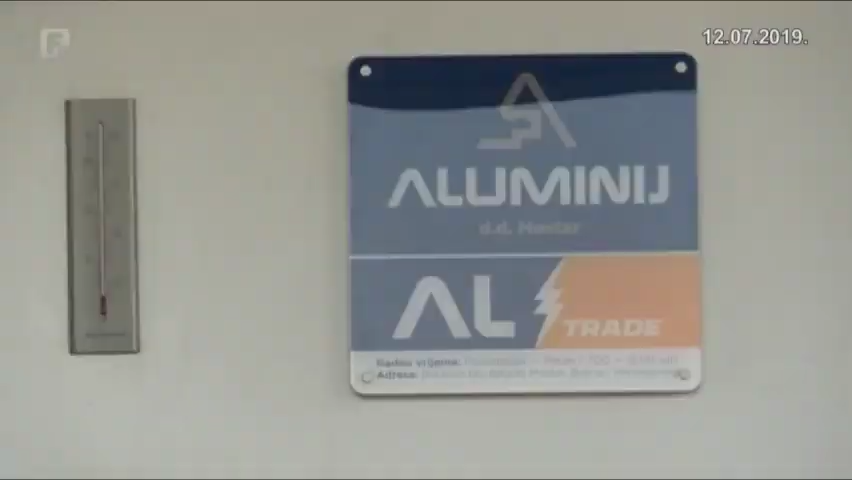 12.07.2019.
ALUMINIJ
d.d. Mostar
AL TRADE
Radno vrijeme:
Adresa: